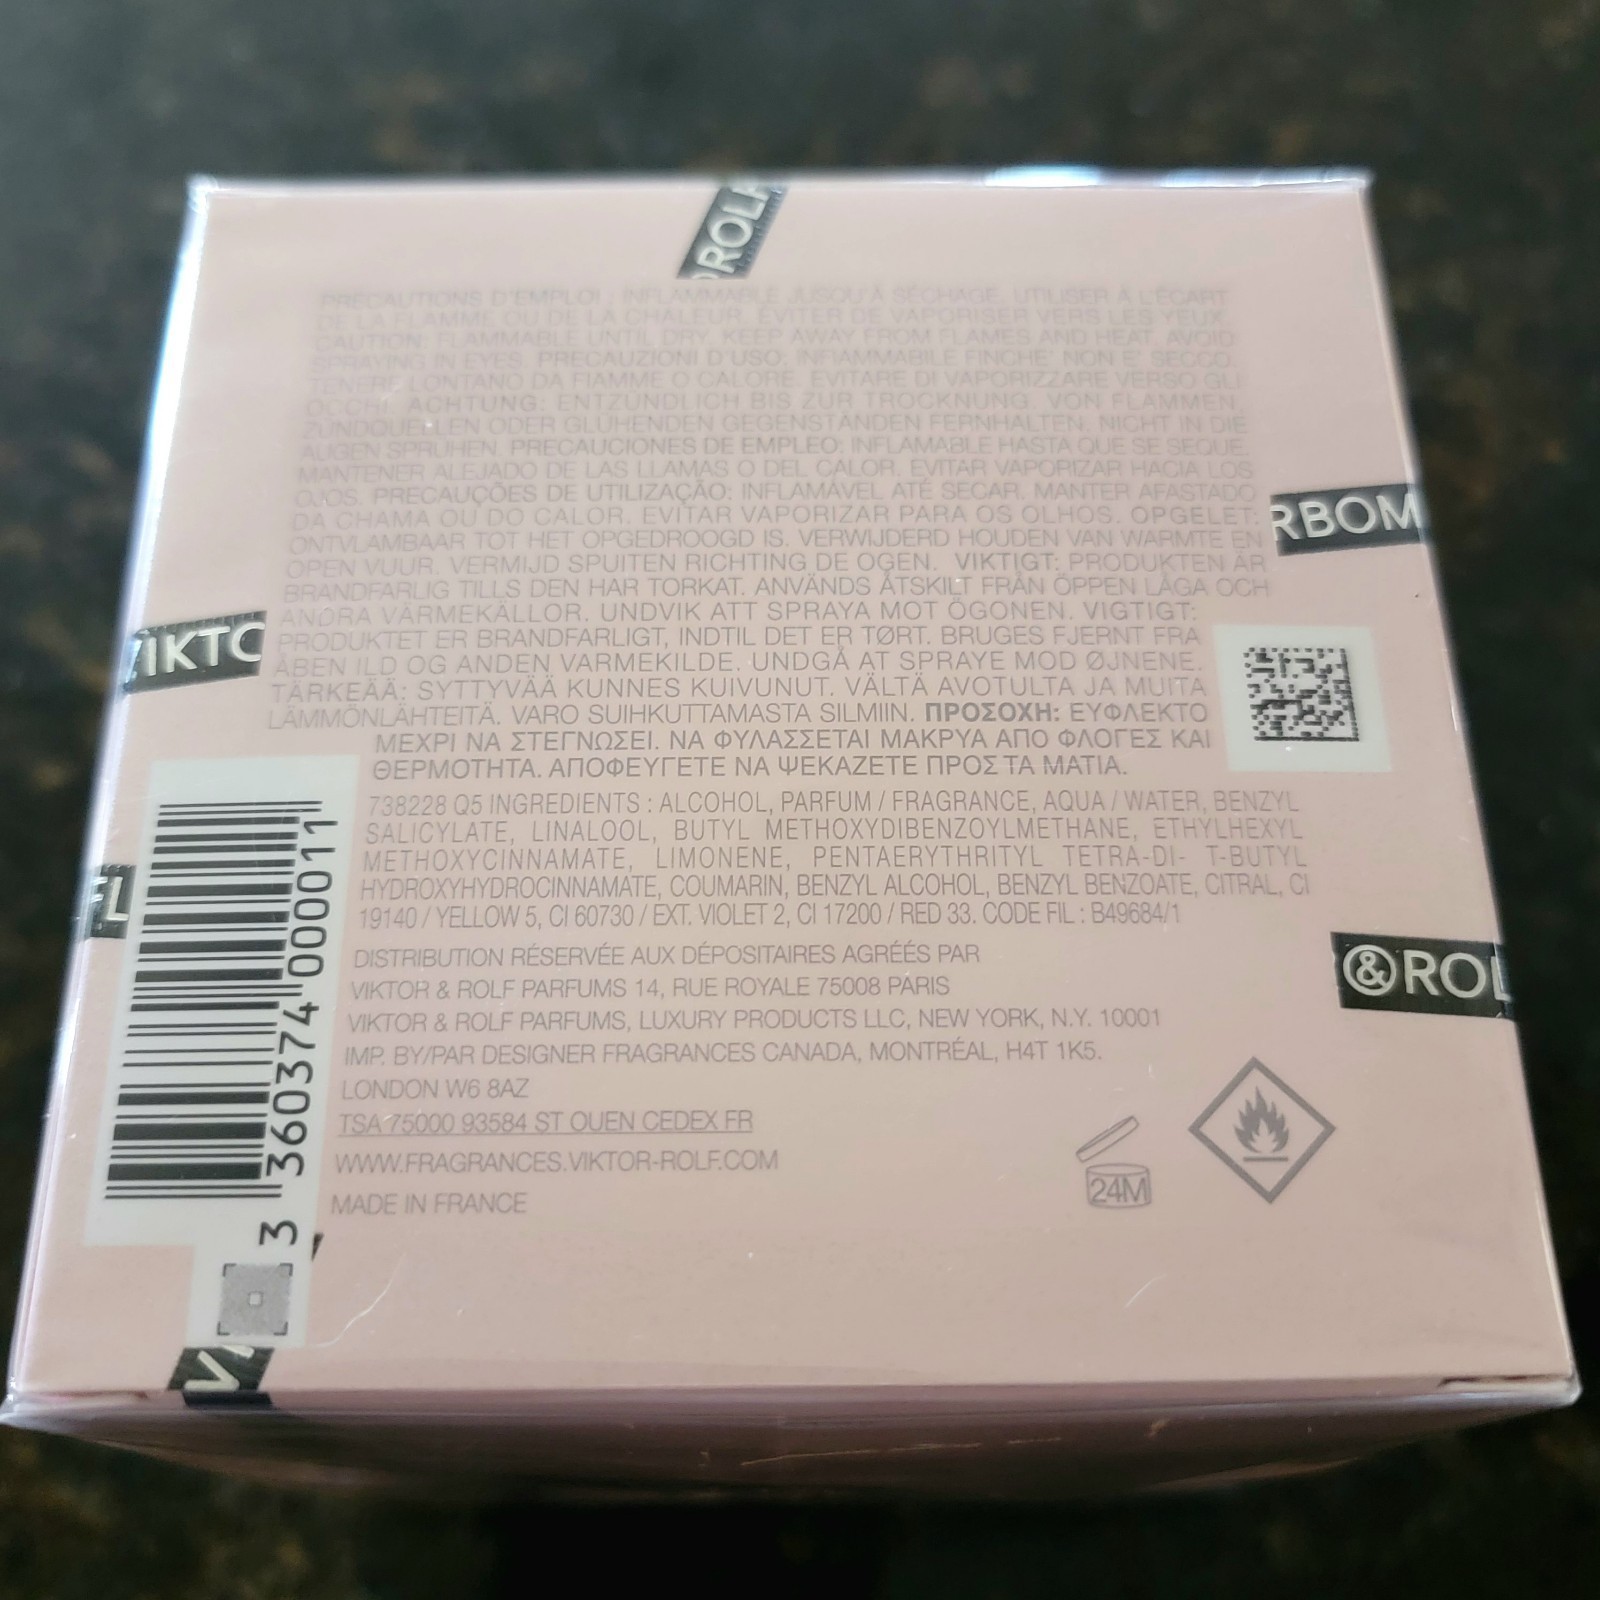 ROLF
PRÉCAUTIONS D'EMPLOI : INFLAMMABLE JUSQU'À SÉCHAGE. UTILISER À L'ÉCART
DE LA FLAMME OU DE LA CHALEUR. ÉVITER DE VAPORISER VERS LES YEUX.
CAUTION: FLAMMABLE UNTIL DRY. KEEP AWAY FROM FLAMES AND HEAT. AVOID
SPRAYING IN EYES. PRECAUZIONI D'USO: INFIAMMABILE FINCHE' NON E' SECCO.
TENERE LONTANO DA FIAMME O CALORE. EVITARE DI VAPORIZZARE VERSO GLI
OCCHI. ACHTUNG: ENTZÜNDLICH BIS ZUR TROCKNUNG. VON FLAMMEN
ZÜNDQUELLEN ODER GLÜHENDEN GEGENSTÄNDEN FERNHALTEN. NICHT IN DIE
AUGEN SPRÜHEN. PRECAUCIONES DE EMPLEO: INFLAMABLE HASTA QUE SE SEQUE.
MANTENER ALEJADO DE LAS LLAMAS O DEL CALOR. EVITAR VAPORIZAR HACIA LOS
OJOS. PRECAUÇÕES DE UTILIZAÇÃO: INFLAMÁVEL ATÉ SECAR. MANTER AFASTADO
DA CHAMA OU DO CALOR. EVITAR VAPORIZAR PARA OS OLHOS. OPGELET:
RBOM
ONTVLAMBAAR TOT HET OPGEDROOGD IS. VERWIJDERD HOUDEN VAN WARMTE EN
OPEN VUUR. VERMIJD SPUITEN RICHTING DE OGEN. VIKTIGT: PRODUKTEN ÄR
BRANDFARLIG TILLS DEN HAR TORKAT. ANVÄNDS ÅTSKILT FRÅN ÖPPEN LÅGA OCH
ANDRA VÄRMEKÄLLOR. UNDVIK ATT SPRAYA MOT ÖGONEN. VIGTIGT:
VIKTO
PRODUKTET ER BRANDFARLIGT, INDTIL DET ER TØRT. BRUGES FJERNT FRA
ÅBEN ILD OG ANDEN VARMEKILDE. UNDGÅ AT SPRAYE MOD ØJNENE.
TÄRKEÄÄ: SYTTYVÄÄ KUNNES KUIVUNUT. VÄLTÄ AVOTULTA JA MUITA
LÄMMÖNLÄHTEITÄ. VARO SUIHKUTTAMASTA SILMIIN. ΠΡΟΣΟΧΗ: ΕΥΦΛΕΚΤΟ
ΜΕΧΡΙ ΝΑ ΣΤΕΓΝΩΣΕΙ. ΝΑ ΦΥΛΑΣΣΕΤΑΙ ΜΑΚΡΥΑ ΑΠΟ ΦΛΟΓΕΣ ΚΑΙ
ΘΕΡΜΟΤΗΤΑ. ΑΠΟΦΕΥΓΕΤΕ ΝΑ ΨΕΚΑΖΕΤΕ ΠΡΟΣ ΤΑ ΜΑΤΙΑ.
738228 Q5 INGREDIENTS : ALCOHOL, PARFUM / FRAGRANCE, AQUA / WATER, BENZYL
SALICYLATE, LINALOOL, BUTYL METHOXYDIBENZOYLMETHANE, ETHYLHEXYL
METHOXYCINNAMATE, LIMONENE, PENTAERYTHRITYL TETRA-DI- T-BUTYL
HYDROXYHYDROCINNAMATE, COUMARIN, BENZYL ALCOHOL, BENZYL BENZOATE, CITRAL, CI
19140 / YELLOW 5, CI 60730 / EXT. VIOLET 2, CI 17200 / RED 33. CODE FIL : B49684/1
FL
DISTRIBUTION RÉSERVÉE AUX DÉPOSITAIRES AGRÉÉS PAR
VIKTOR & ROLF PARFUMS 14, RUE ROYALE 75008 PARIS
&ROL
VIKTOR & ROLF PARFUMS, LUXURY PRODUCTS LLC, NEW YORK, N.Y. 10001
IMP. BY/PAR DESIGNER FRAGRANCES CANADA, MONTRÉAL, H4T 1K5.
LONDON W6 8AZ
TSA 75000 93584 ST OUEN CEDEX FR
WWW.FRAGRANCES.VIKTOR-ROLF.COM
MADE IN FRANCE
24M
3 360374 000011